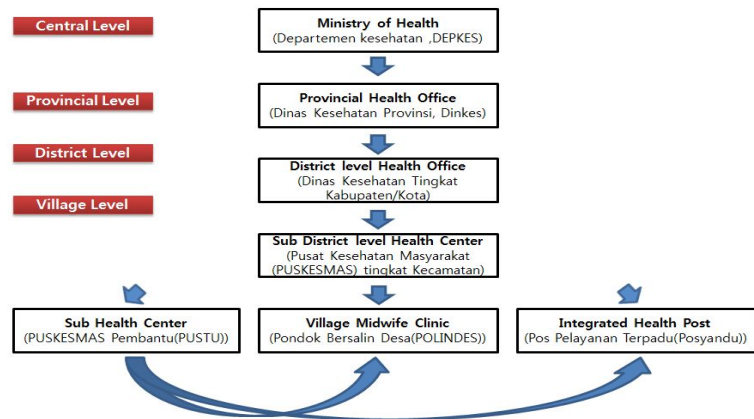 Central Level
Ministry of Health
(Departemen kesehatan ,DEPKES)
Provincial Level
Provincial Health Office
(Dinas Kesehatan Provinsi, Dinkes)
District Level
District level Health Office
(Dinas Kesehatan Tingkat
Kabupaten/Kota)
Village Level
Sub District level Health Center
(Pusat Kesehatan Masyarakat
(PUSKESMAS) tingkat Kecamatan)
Sub Health Center
(PUSKESMAS Pembantu(PUSTU))
Village Midwife Clinic
(Pondok Bersalin Desa(POLINDES))
Integrated Health Post
(Pos Pelayanan Terpadu(Posyandu))